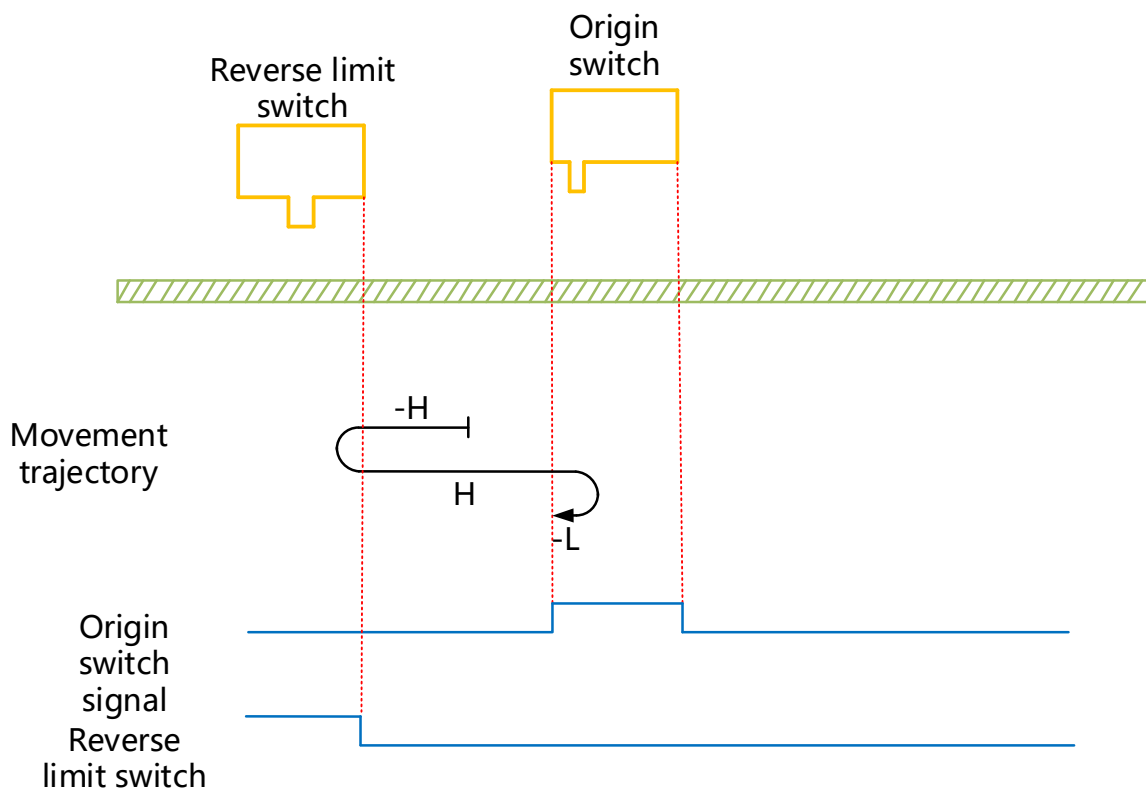 Origin
switch
Reverse limit
switch
-H
Movement
trajectory
H
-L
Origin
switch
signal
Reverse
limit switch